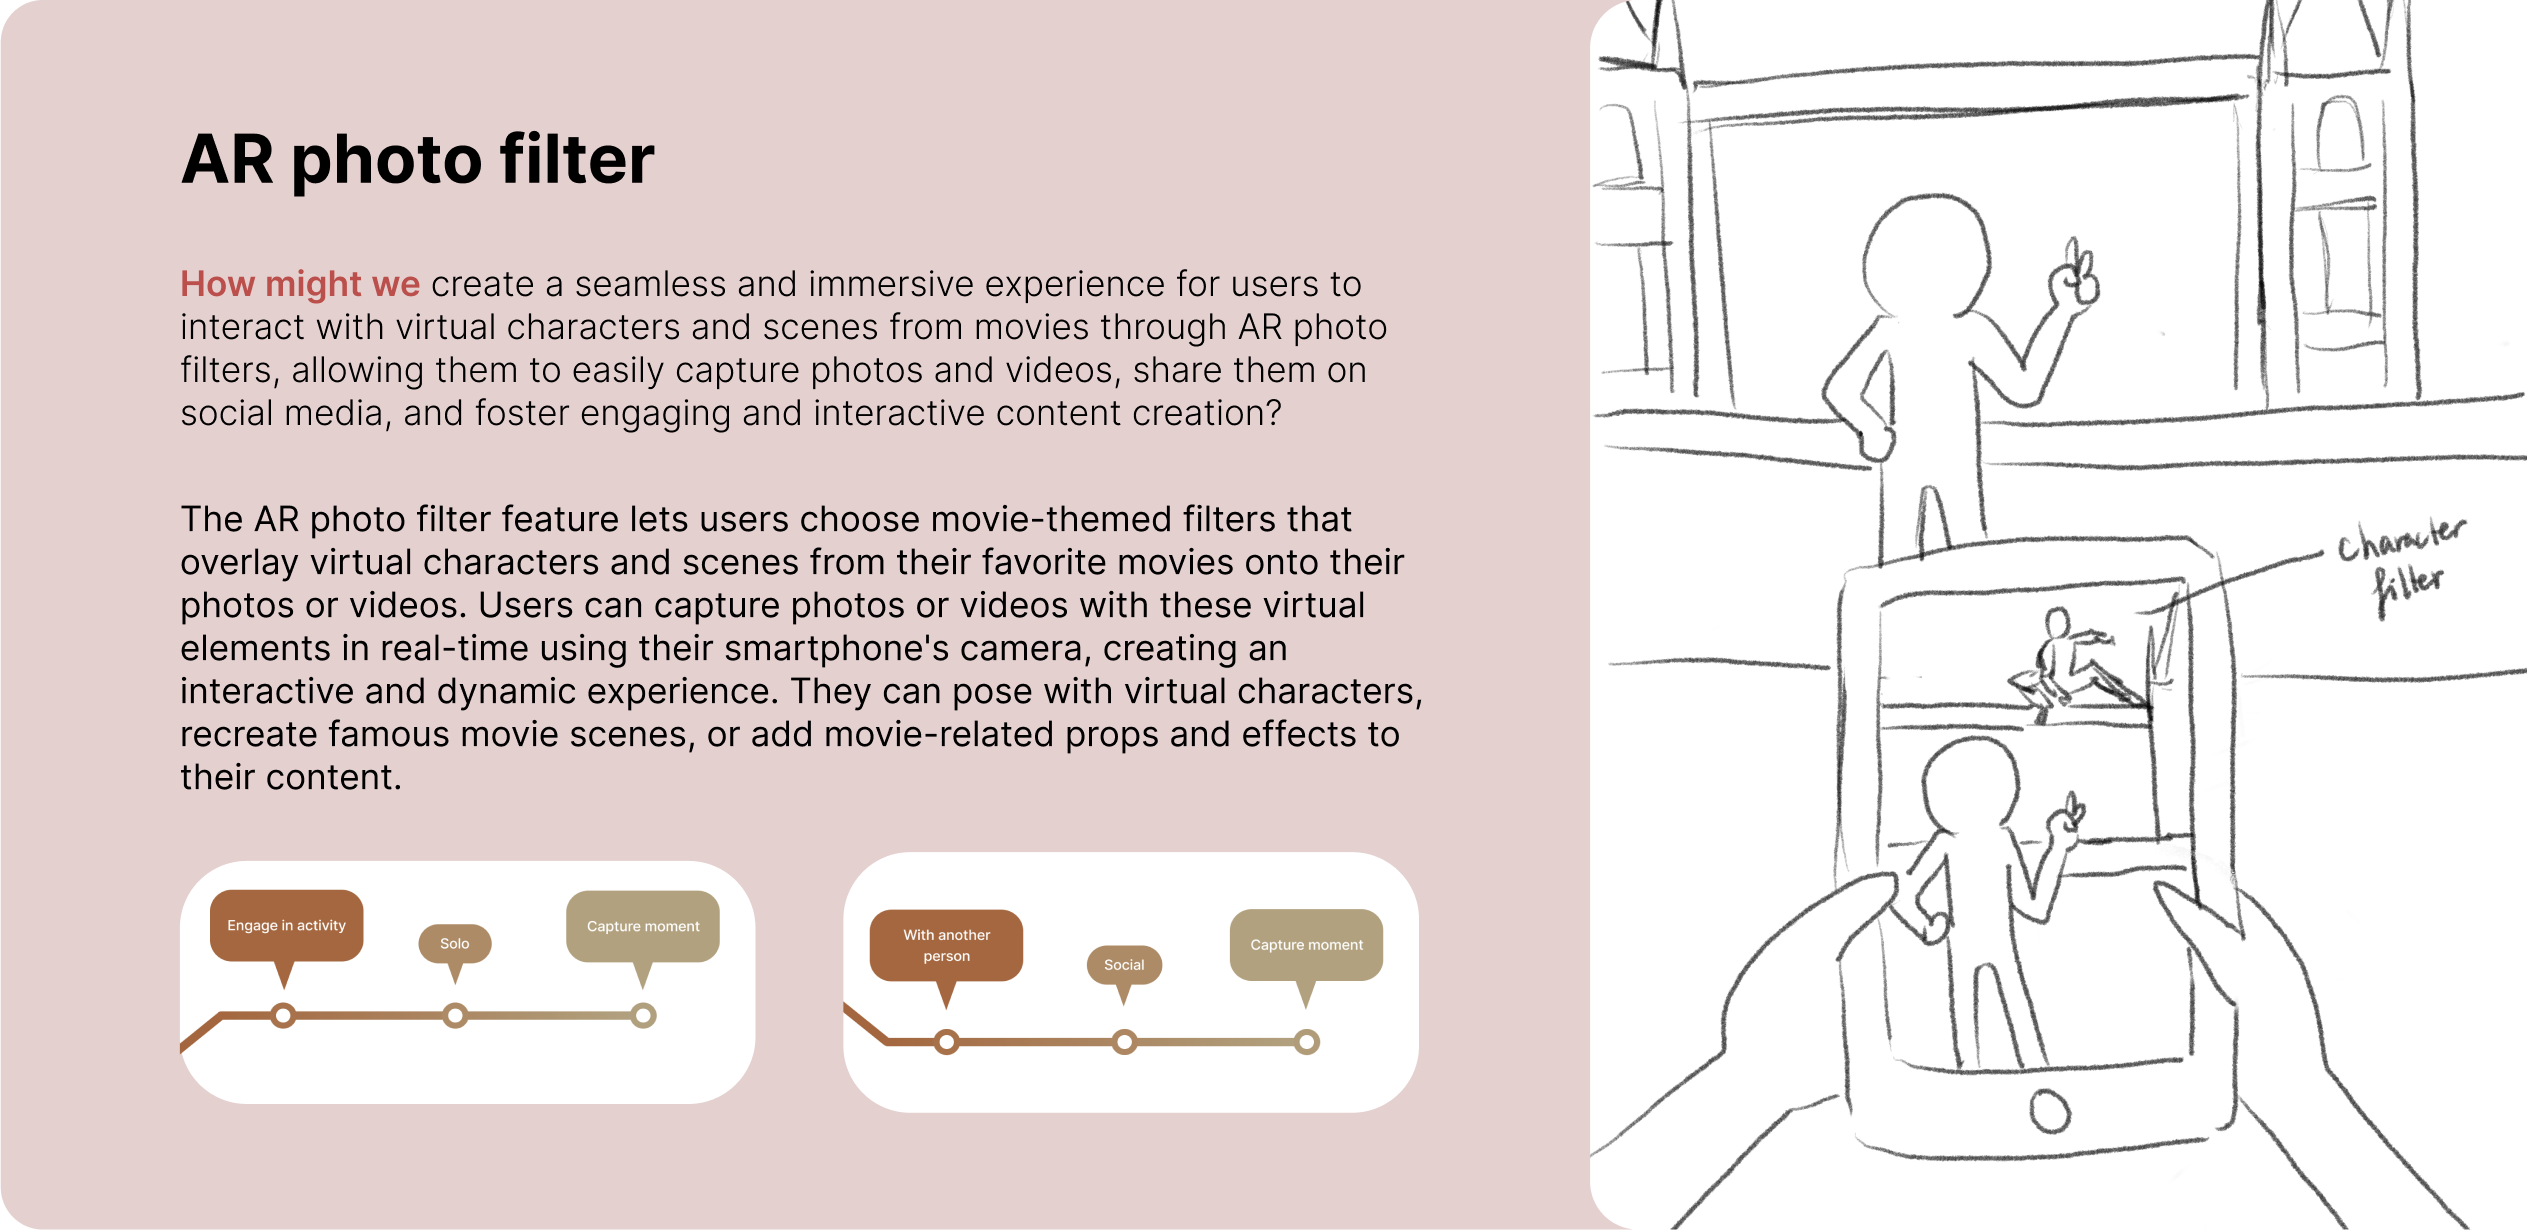 AR photo filter
How might we create a seamless and immersive experience for users to
interact with virtual characters and scenes from movies through AR photo
filters, allowing them to easily capture photos and videos, share them on
social media, and foster engaging and interactive content creation?
The AR photo filter feature lets users choose movie-themed filters that
overlay virtual characters and scenes from their favorite movies onto their
photos or videos. Users can capture photos or videos with these virtual
elements in real-time using their smartphone's camera, creating an
interactive and dynamic experience. They can pose with virtual characters,
recreate famous movie scenes, or add movie-related props and effects to
their content.
Engage in activity
Solo
Capture moment
With another
person
Social
Capture moment
character
filter